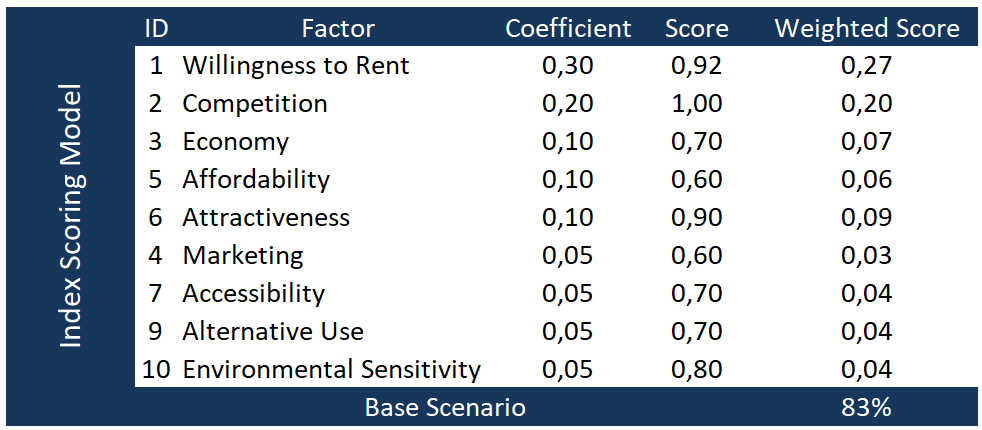 Index Scoring Model
ID Factor Coefficient Score Weighted Score
1 Willingness to Rent 0,30 0,92 0,27
2 Competition 0,20 1,00 0,20
3 Economy 0,10 0,70 0,07
5 Affordability 0,10 0,60 0,06
6 Attractiveness 0,10 0,90 0,09
4 Marketing 0,05 0,60 0,03
7 Accessibility 0,05 0,70 0,04
9 Alternative Use 0,05 0,70 0,04
10 Environmental Sensitivity 0,05 0,80 0,04
Base Scenario 83%